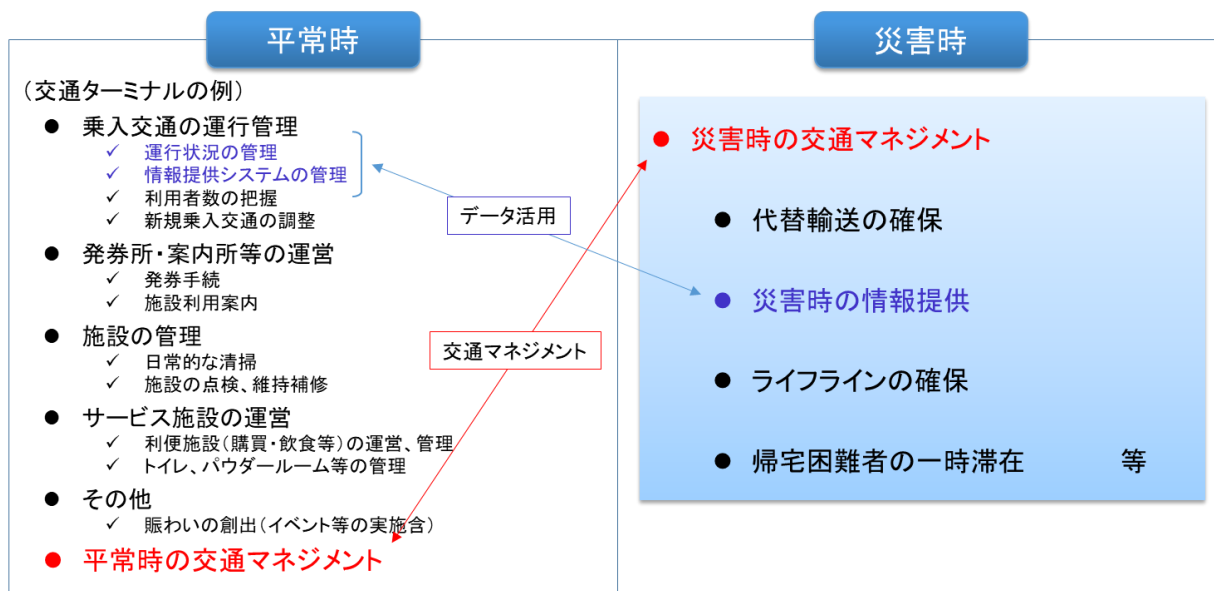 平常時
(交通ターミナルの例)
● 乗入交通の運行管理
✓ 運行状況の管理
✓ 情報提供システムの管理
✓ 利用者数の把握
✓ 新規乗入交通の調整
● 発券所・案内所等の運営
✓ 発券手続
✓ 施設利用案内
● 施設の管理
✓ 日常的な清掃
✓ 施設の点検、維持補修
● サービス施設の運営
✓ 利便施設(購買・飲食等)の運営、管理
✓ トイレ、パウダールーム等の管理
● その他
✓ 賑わいの創出(イベント等の実施含)
● 平常時の交通マネジメント
データ活用
交通マネジメント
災害時
● 災害時の交通マネジメント
● 代替輸送の確保
● 災害時の情報提供
● ライフラインの確保
● 帰宅困難者の一時滞在 等